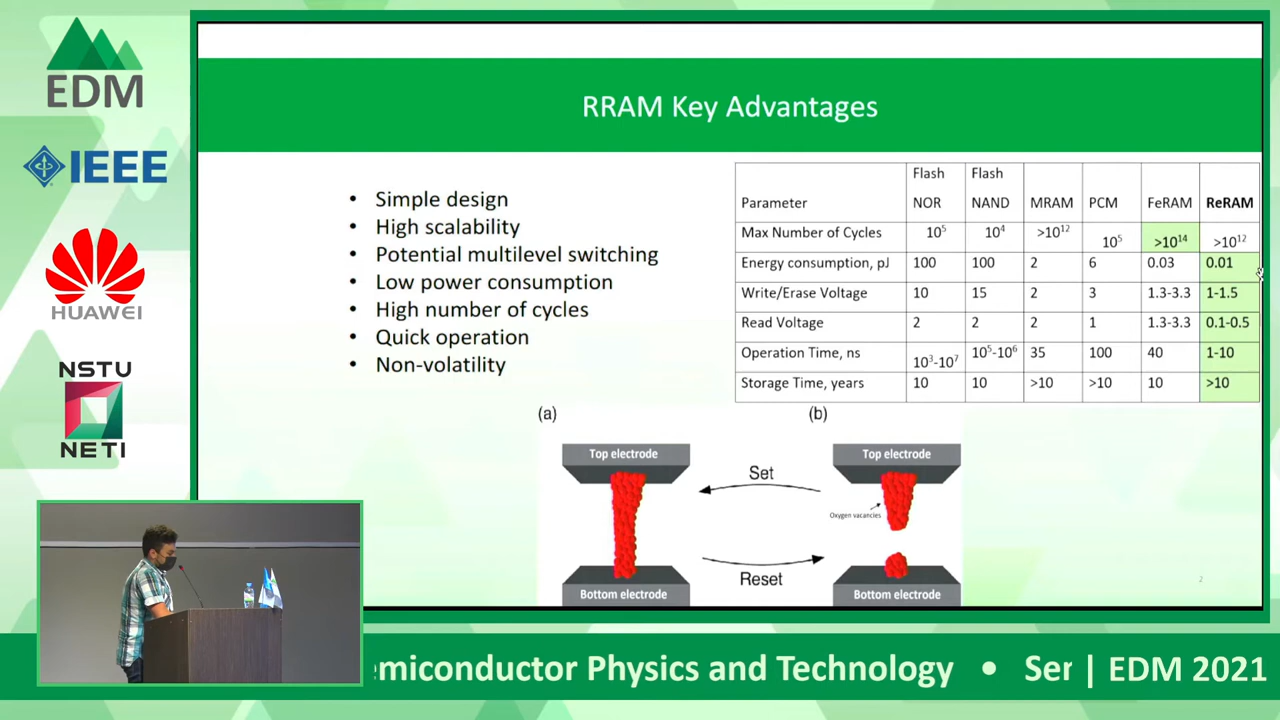 EDM
IEEE
HUAWEI
NSTU
NETI
RRAM Key Advantages
• Simple design
• High scalability
• Potential multilevel switching
• Low power consumption
• High number of cycles
• Quick operation
• Non-volatility
Parameter Flash NOR Flash NAND MRAM PCM FeRAM ReRAM
Max Number of Cycles 10⁵ 10⁴ >10¹² 10⁵ >10¹⁴ >10¹²
Energy consumption, pJ 100 100 2 6 0.03 0.01
Write/Erase Voltage 10 15 2 3 1.3-3.3 1-1.5
Read Voltage 2 2 2 1 1.3-3.3 0.1-0.5
Operation Time, ns 10³-10⁷ 10⁵-10⁶ 35 100 40 1-10
Storage Time, years 10 10 >10 >10 10 >10
(a) (b)
Top electrode
Set
Top electrode
Oxygen vacancies
Reset
Bottom electrode
Bottom electrode
2
emiconductor Physics and Technology • Ser | EDM 2021